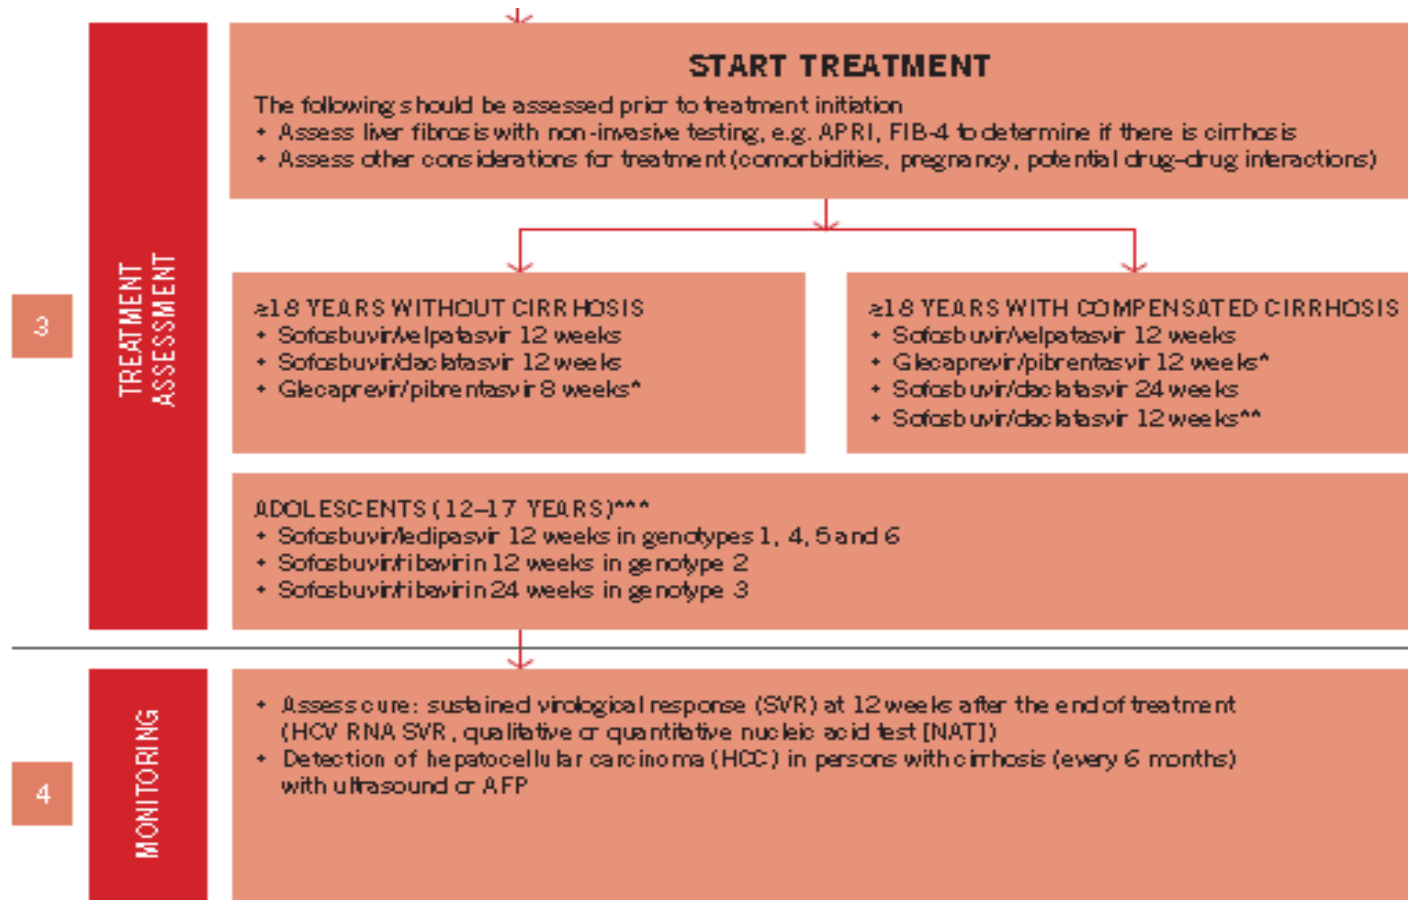 START TREATMENT
The following should be assessed prior to treatment initiation
• Assess liver fibrosis with non-invasive testing, e.g. APRI, FIB-4 to determine if there is cirrhosis
• Assess other considerations for treatment (comorbidities, pregnancy, potential drug–drug interactions)
3
TREATMENT
ASSESSMENT
≥18 YEARS WITHOUT CIRRHOSIS
• Sofosbuvir/velpatasvir 12 weeks
• Sofosbuvir/daclatasvir 12 weeks
• Glecaprevir/pibrentasvir 8 weeks*
≥18 YEARS WITH COMPENSATED CIRRHOSIS
• Sofosbuvir/velpatasvir 12 weeks
• Glecaprevir/pibrentasvir 12 weeks*
• Sofosbuvir/daclatasvir 24 weeks
• Sofosbuvir/daclatasvir 12 weeks**
ADOLESCENTS (12–17 YEARS)***
• Sofosbuvir/ledipasvir 12 weeks in genotypes 1, 4, 5 and 6
• Sofosbuvir/ribavirin 12 weeks in genotype 2
• Sofosbuvir/ribavirin 24 weeks in genotype 3
4
MONITORING
• Assess cure: sustained virological response (SVR) at 12 weeks after the end of treatment
(HCV RNA SVR, qualitative or quantitative nucleic acid test [NAT])
• Detection of hepatocellular carcinoma (HCC) in persons with cirrhosis (every 6 months)
with ultrasound or AFP